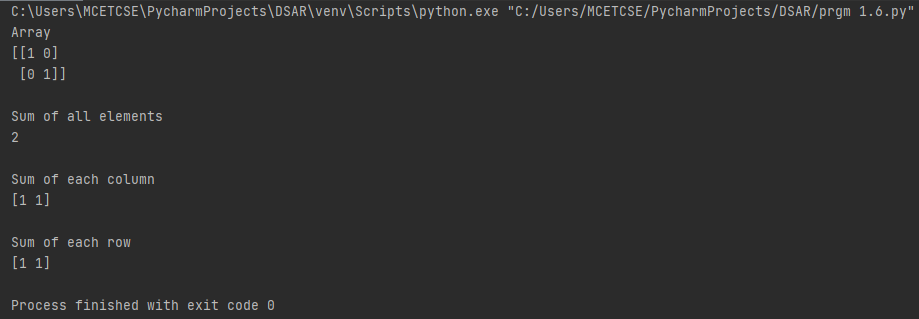 C:\Users\MCETCSE\PycharmProjects\DSAR\venv\Scripts\python.exe "C:/Users/MCETCSE/PycharmProjects/DSAR/prgm 1.6.py"
Array
[[1 0]
 [0 1]]
Sum of all elements
2
Sum of each column
[1 1]
Sum of each row
[1 1]
Process finished with exit code 0